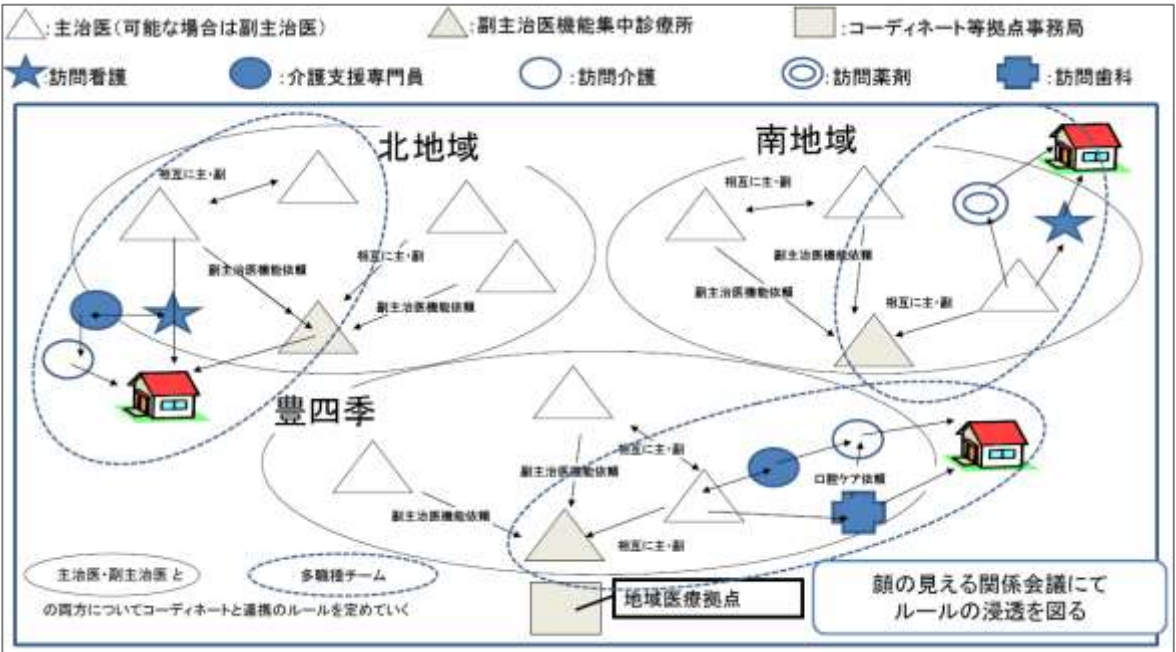 :主治医(可能な場合は副主治医)
:副主治医機能集中診療所
:コーディネート等拠点事務局
:訪問看護
:介護支援専門員
:訪問介護
:訪問薬剤
:訪問歯科
北地域
相互に主・副
相互に主・副
副主治医機能依頼
副主治医機能依頼
南地域
相互に主・副
副主治医機能依頼
副主治医機能依頼
相互に主・副
豊四季
相互に主・副
副主治医機能依頼
口腔ケア依頼
副主治医機能依頼
相互に主・副
主治医・副主治医と
多職種チーム
の両方についてコーディネートと連携のルールを定めていく
地域医療拠点
顔の見える関係会議にて
ルールの浸透を図る